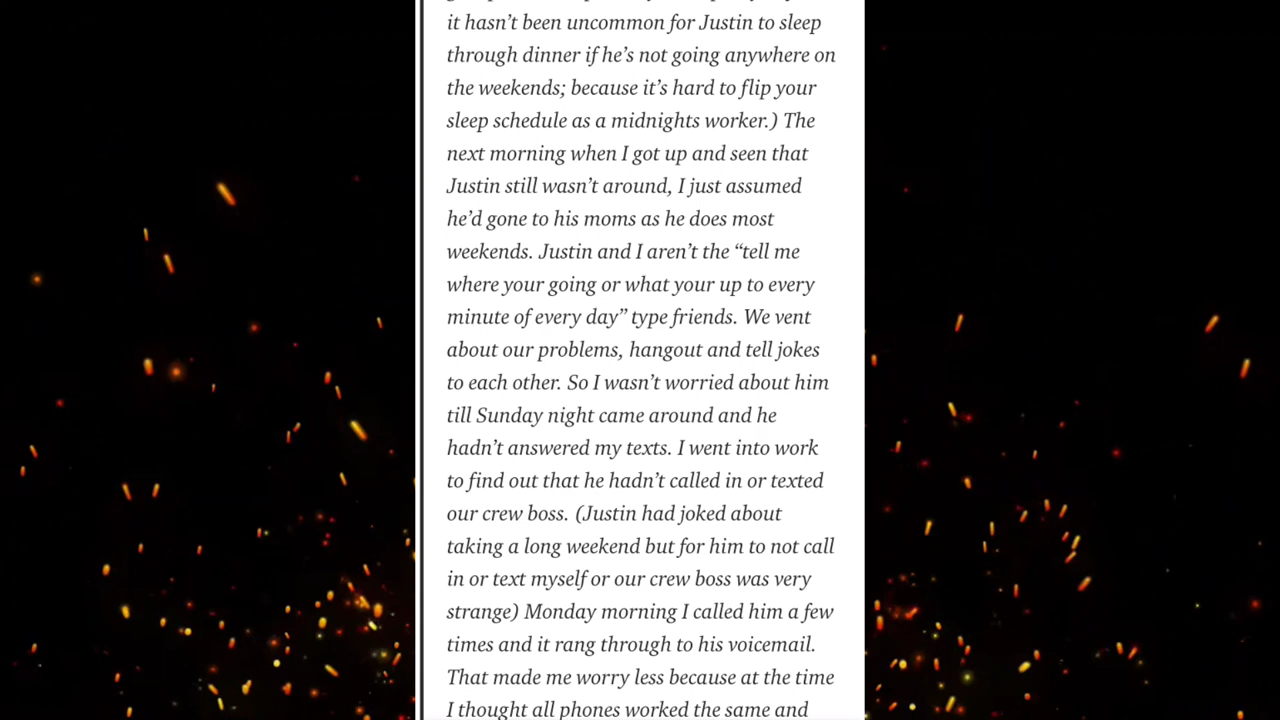 it hasn’t been uncommon for Justin to sleep
through dinner if he’s not going anywhere on
the weekends; because it’s hard to flip your
sleep schedule as a midnights worker.) The
next morning when I got up and seen that
Justin still wasn’t around, I just assumed
he’d gone to his moms as he does most
weekends. Justin and I aren’t the “tell me
where your going or what your up to every
minute of every day” type friends. We vent
about our problems, hangout and tell jokes
to each other. So I wasn’t worried about him
till Sunday night came around and he
hadn’t answered my texts. I went into work
to find out that he hadn’t called in or texted
our crew boss. (Justin had joked about
taking a long weekend but for him to not call
in or text myself or our crew boss was very
strange) Monday morning I called him a few
times and it rang through to his voicemail.
That made me worry less because at the time
I thought all phones worked the same and